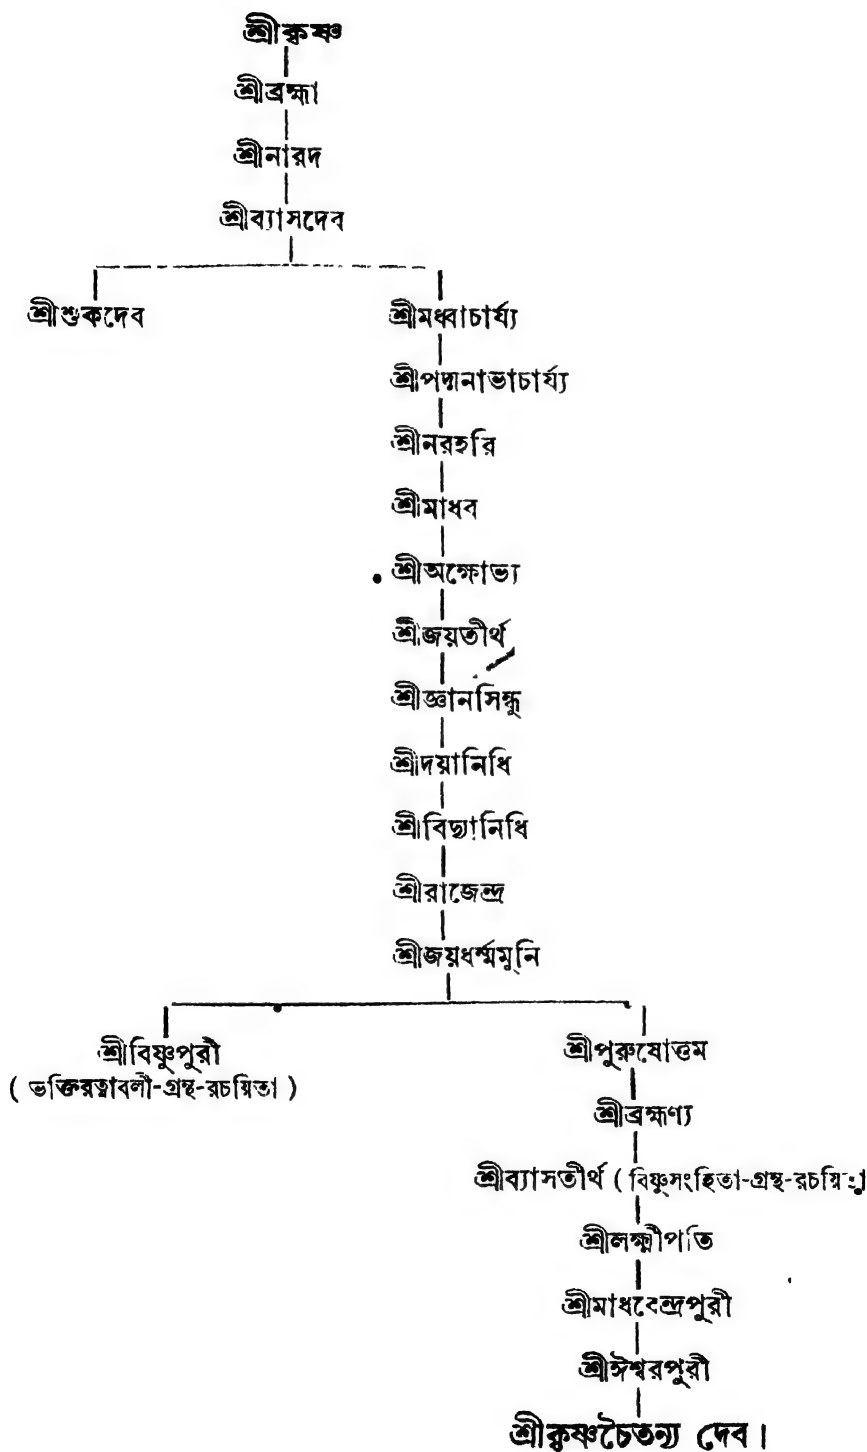 শ্রীকৃষ্ণ
শ্রীব্রহ্মা
শ্রীনারদ
শ্রীব্যাসদেব
শ্রীশুকদেব শ্রীমধ্বাচার্য্য
শ্রীপদ্মনাভাচার্য্য
শ্রীনরহরি
শ্রীমাধব
শ্রীঅক্ষোভ্য
শ্রীজয়তীর্থ
শ্রীজ্ঞানসিন্ধু
শ্রীদয়ানিধি
শ্রীবিদ্যানিধি
শ্রীরাজেন্দ্র
শ্রীজয়ধর্ম্মমুনি
শ্রীবিষ্ণুপুরী শ্রীপুরুষোত্তম
( ভক্তিরত্নাবলী-গ্রন্থ-রচয়িতা )
শ্রীব্রহ্মণ্য
শ্রীব্যাসতীর্থ ( বিষ্ণুসংহিতা-গ্রন্থ-রচয়িতা
শ্রীলক্ষ্মীপতি
শ্রীমাধবেন্দ্রপুরী
শ্রীঈশ্বরপুরী
শ্রীকৃষ্ণচৈতন্য দেব।